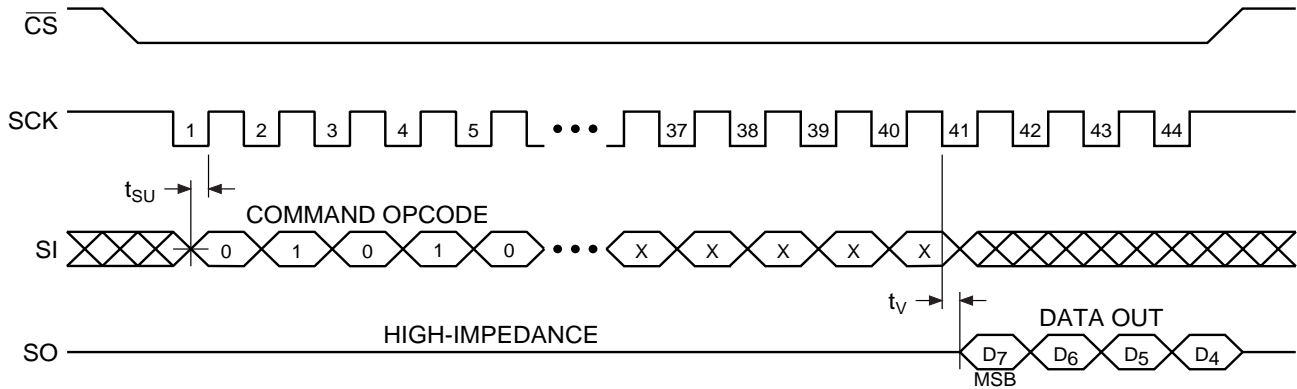 CS
SCK 1 2 3 4 5 ••• 37 38 39 40 41 42 43 44
tSU
COMMAND OPCODE
SI 0 1 0 1 0 ••• X X X X X
tV
HIGH-IMPEDANCE DATA OUT
SO D7 D6 D5 D4
MSB